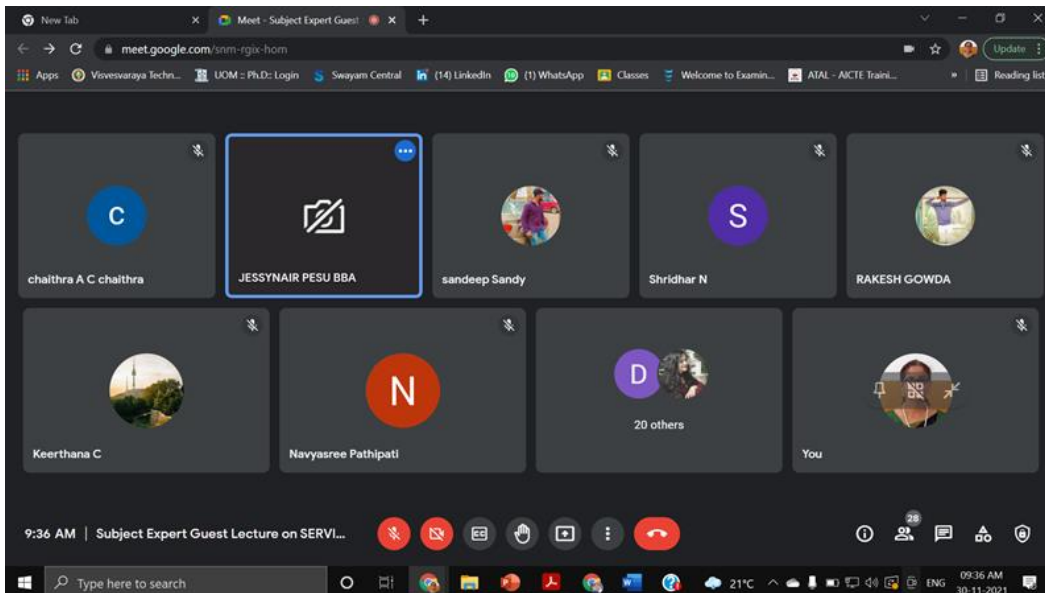 New Tab
Meet - Subject Expert Guest
meet.google.com/snm-rgix-hom
Update
Apps
Visvesvaraya Techn...
UOM : Ph.D:: Login
Swayam Central
(14) LinkedIn
(1) WhatsApp
Classes
Welcome to Examin...
ATAL - AICTE Traini...
»
Reading list
C
S
chaithra A C chaithra
JESSYNAIR PESU BBA
sandeep Sandy
Shridhar N
RAKESH GOWDA
N
D
20 others
Keerthana C
Navyasree Pathipati
You
9:36 AM | Subject Expert Guest Lecture on SERVI...
CC
28
Type here to search
21°C
ENG
09:36 AM
30-11-2021